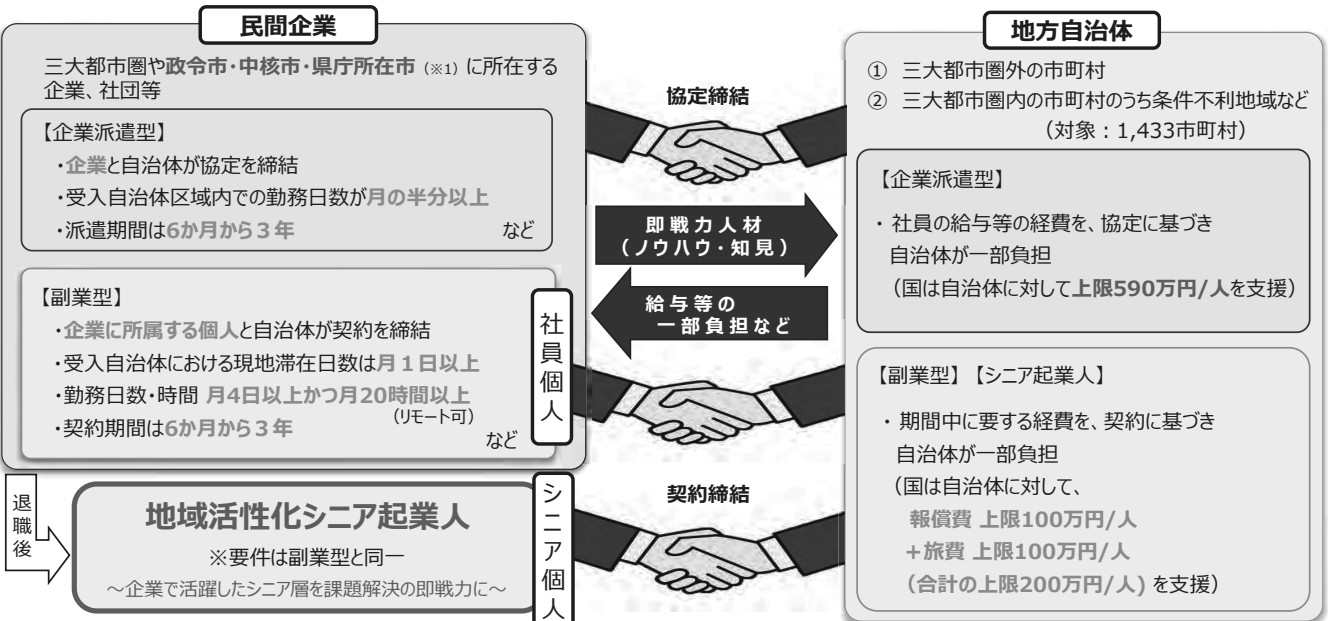 民間企業
三大都市圏や政令市・中核市・県庁所在市（※1）に所在する
企業、社団等
【企業派遣型】
・企業と自治体が協定を締結
・受入自治体区域内での勤務日数が月の半分以上
・派遣期間は6か月から３年
など
【副業型】
・企業に所属する個人と自治体が契約を締結
・受入自治体における現地滞在日数は月１日以上
・勤務日数・時間 月4日以上かつ月20時間以上
（リモート可）
・契約期間は6か月から３年
など
社員個人
退職後
地域活性化シニア起業人
※要件は副業型と同一
～企業で活躍したシニア層を課題解決の即戦力に～
シニア個人
協定締結
即戦力人材
（ノウハウ・知見）
給与等の
一部負担など
契約締結
地方自治体
① 三大都市圏外の市町村
② 三大都市圏内の市町村のうち条件不利地域など
（対象：1,433市町村）
【企業派遣型】
・ 社員の給与等の経費を、協定に基づき
自治体が一部負担
（国は自治体に対して上限590万円/人を支援）
【副業型】【シニア起業人】
・ 期間中に要する経費を、契約に基づき
自治体が一部負担
（国は自治体に対して、
報償費 上限100万円/人
＋旅費 上限100万円/人
（合計の上限200万円/人) を支援）